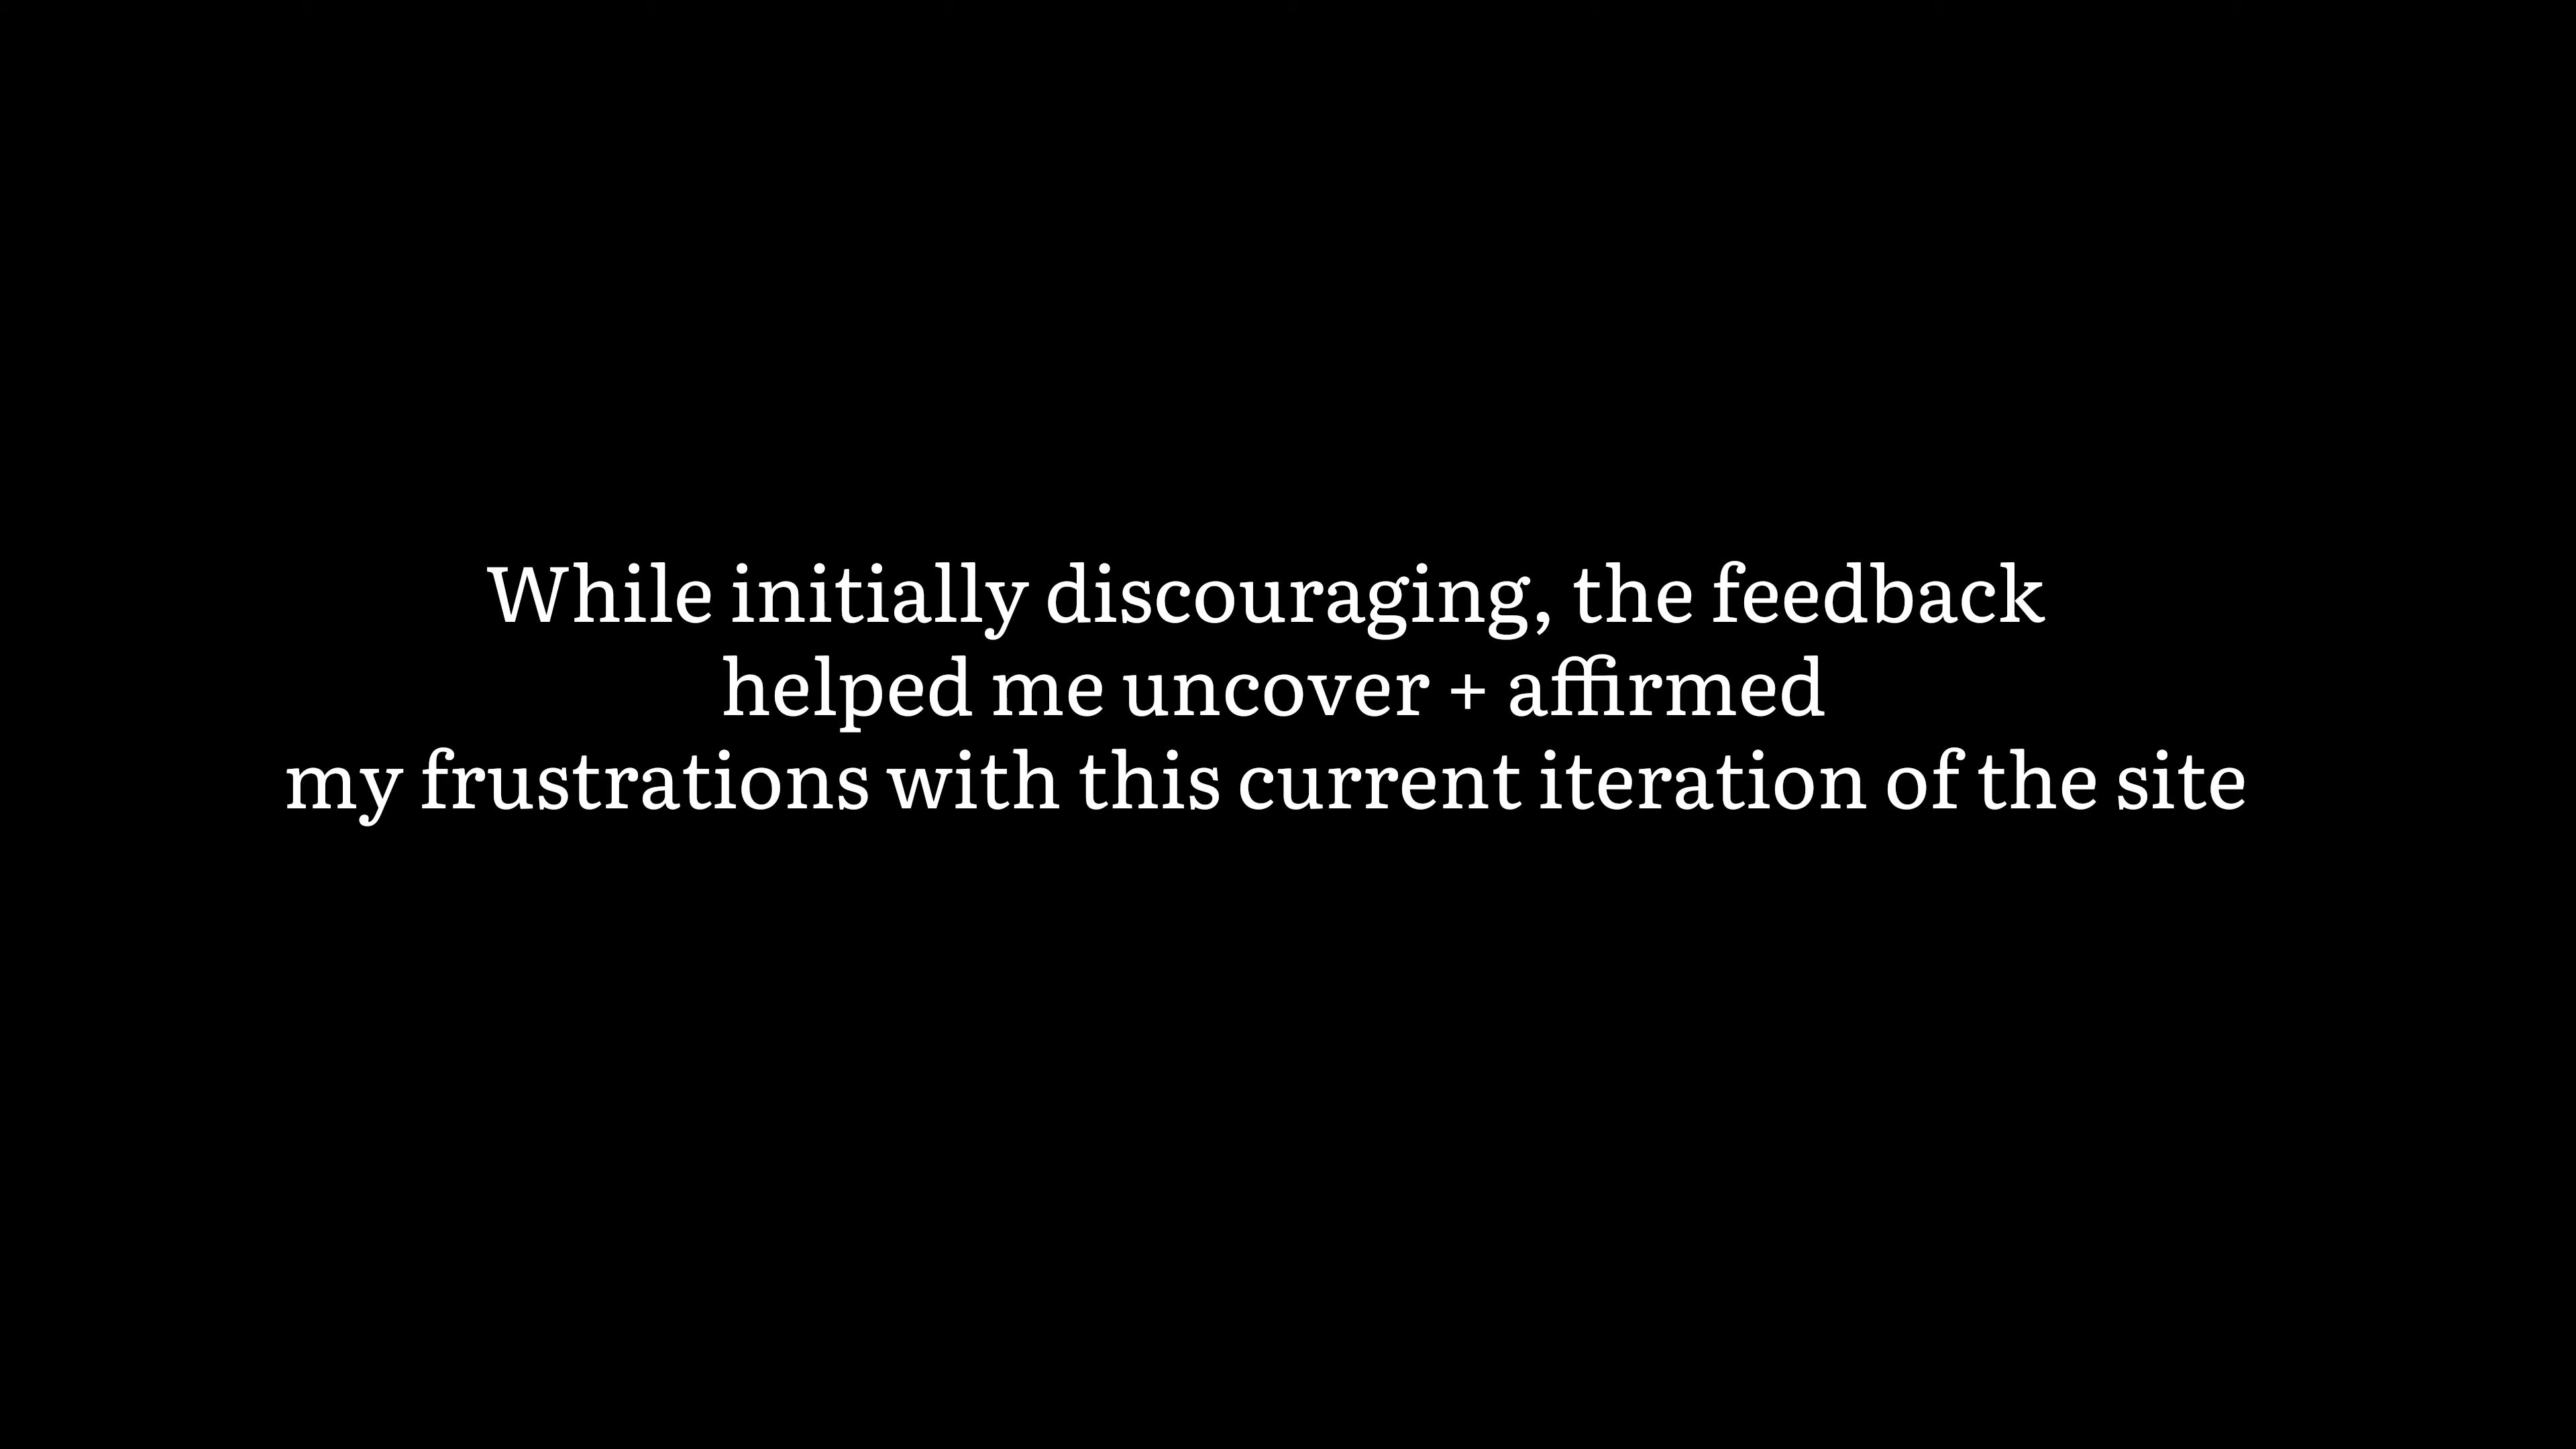 While initially discouraging, the feedback
helped me uncover + affirmed
my frustrations with this current iteration of the site